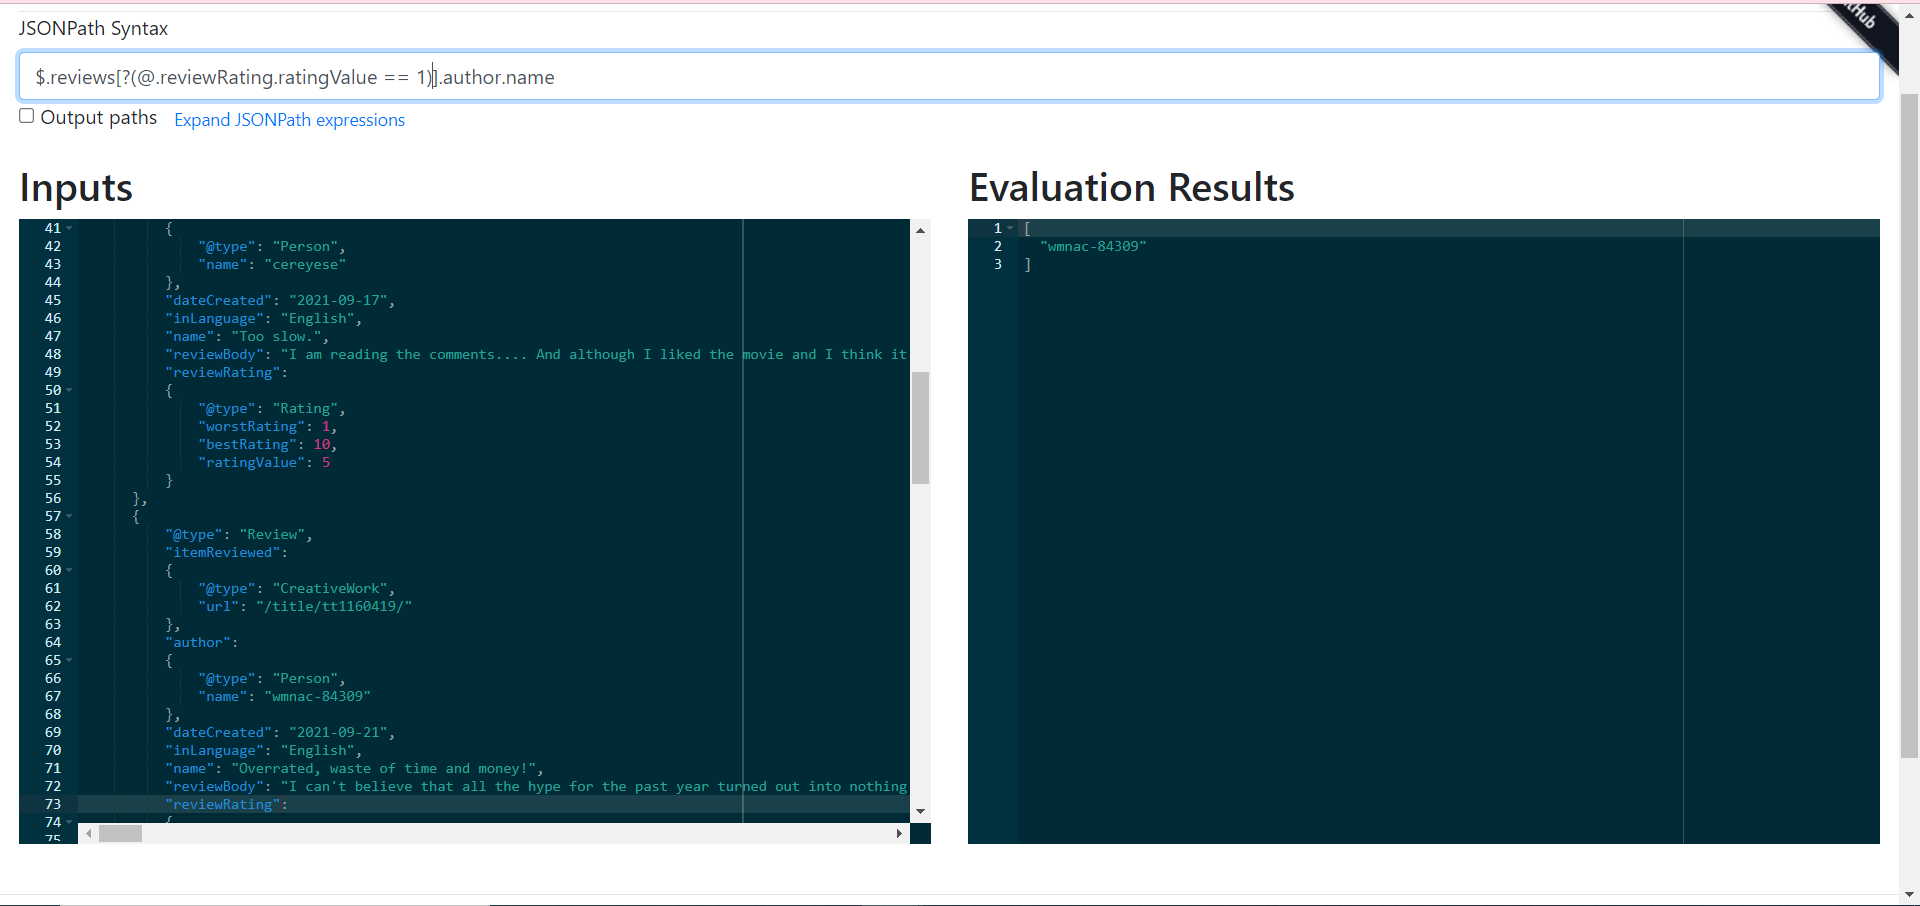 tHub
JSONPath Syntax
$.reviews[?(@.reviewRating.ratingValue == 1)].author.name
Output paths Expand JSONPath expressions
Inputs
41 {
42 "@type": "Person",
43 "name": "cereyese"
44 },
45 "dateCreated": "2021-09-17",
46 "inLanguage": "English",
47 "name": "Too slow.",
48 "reviewBody": "I am reading the comments.... And although I liked the movie and I think it
49 "reviewRating":
50 {
51 "@type": "Rating",
52 "worstRating": 1,
53 "bestRating": 10,
54 "ratingValue": 5
55 }
56 },
57 {
58 "@type": "Review",
59 "itemReviewed":
60 {
61 "@type": "CreativeWork",
62 "url": "/title/tt1160419/"
63 },
64 "author":
65 {
66 "@type": "Person",
67 "name": "wmnac-84309"
68 },
69 "dateCreated": "2021-09-21",
70 "inLanguage": "English",
71 "name": "Overrated, waste of time and money!",
72 "reviewBody": "I can't believe that all the hype for the past year turned out into nothing
73 "reviewRating":
74 {
75
Evaluation Results
1 [
2 "wmnac-84309"
3 ]